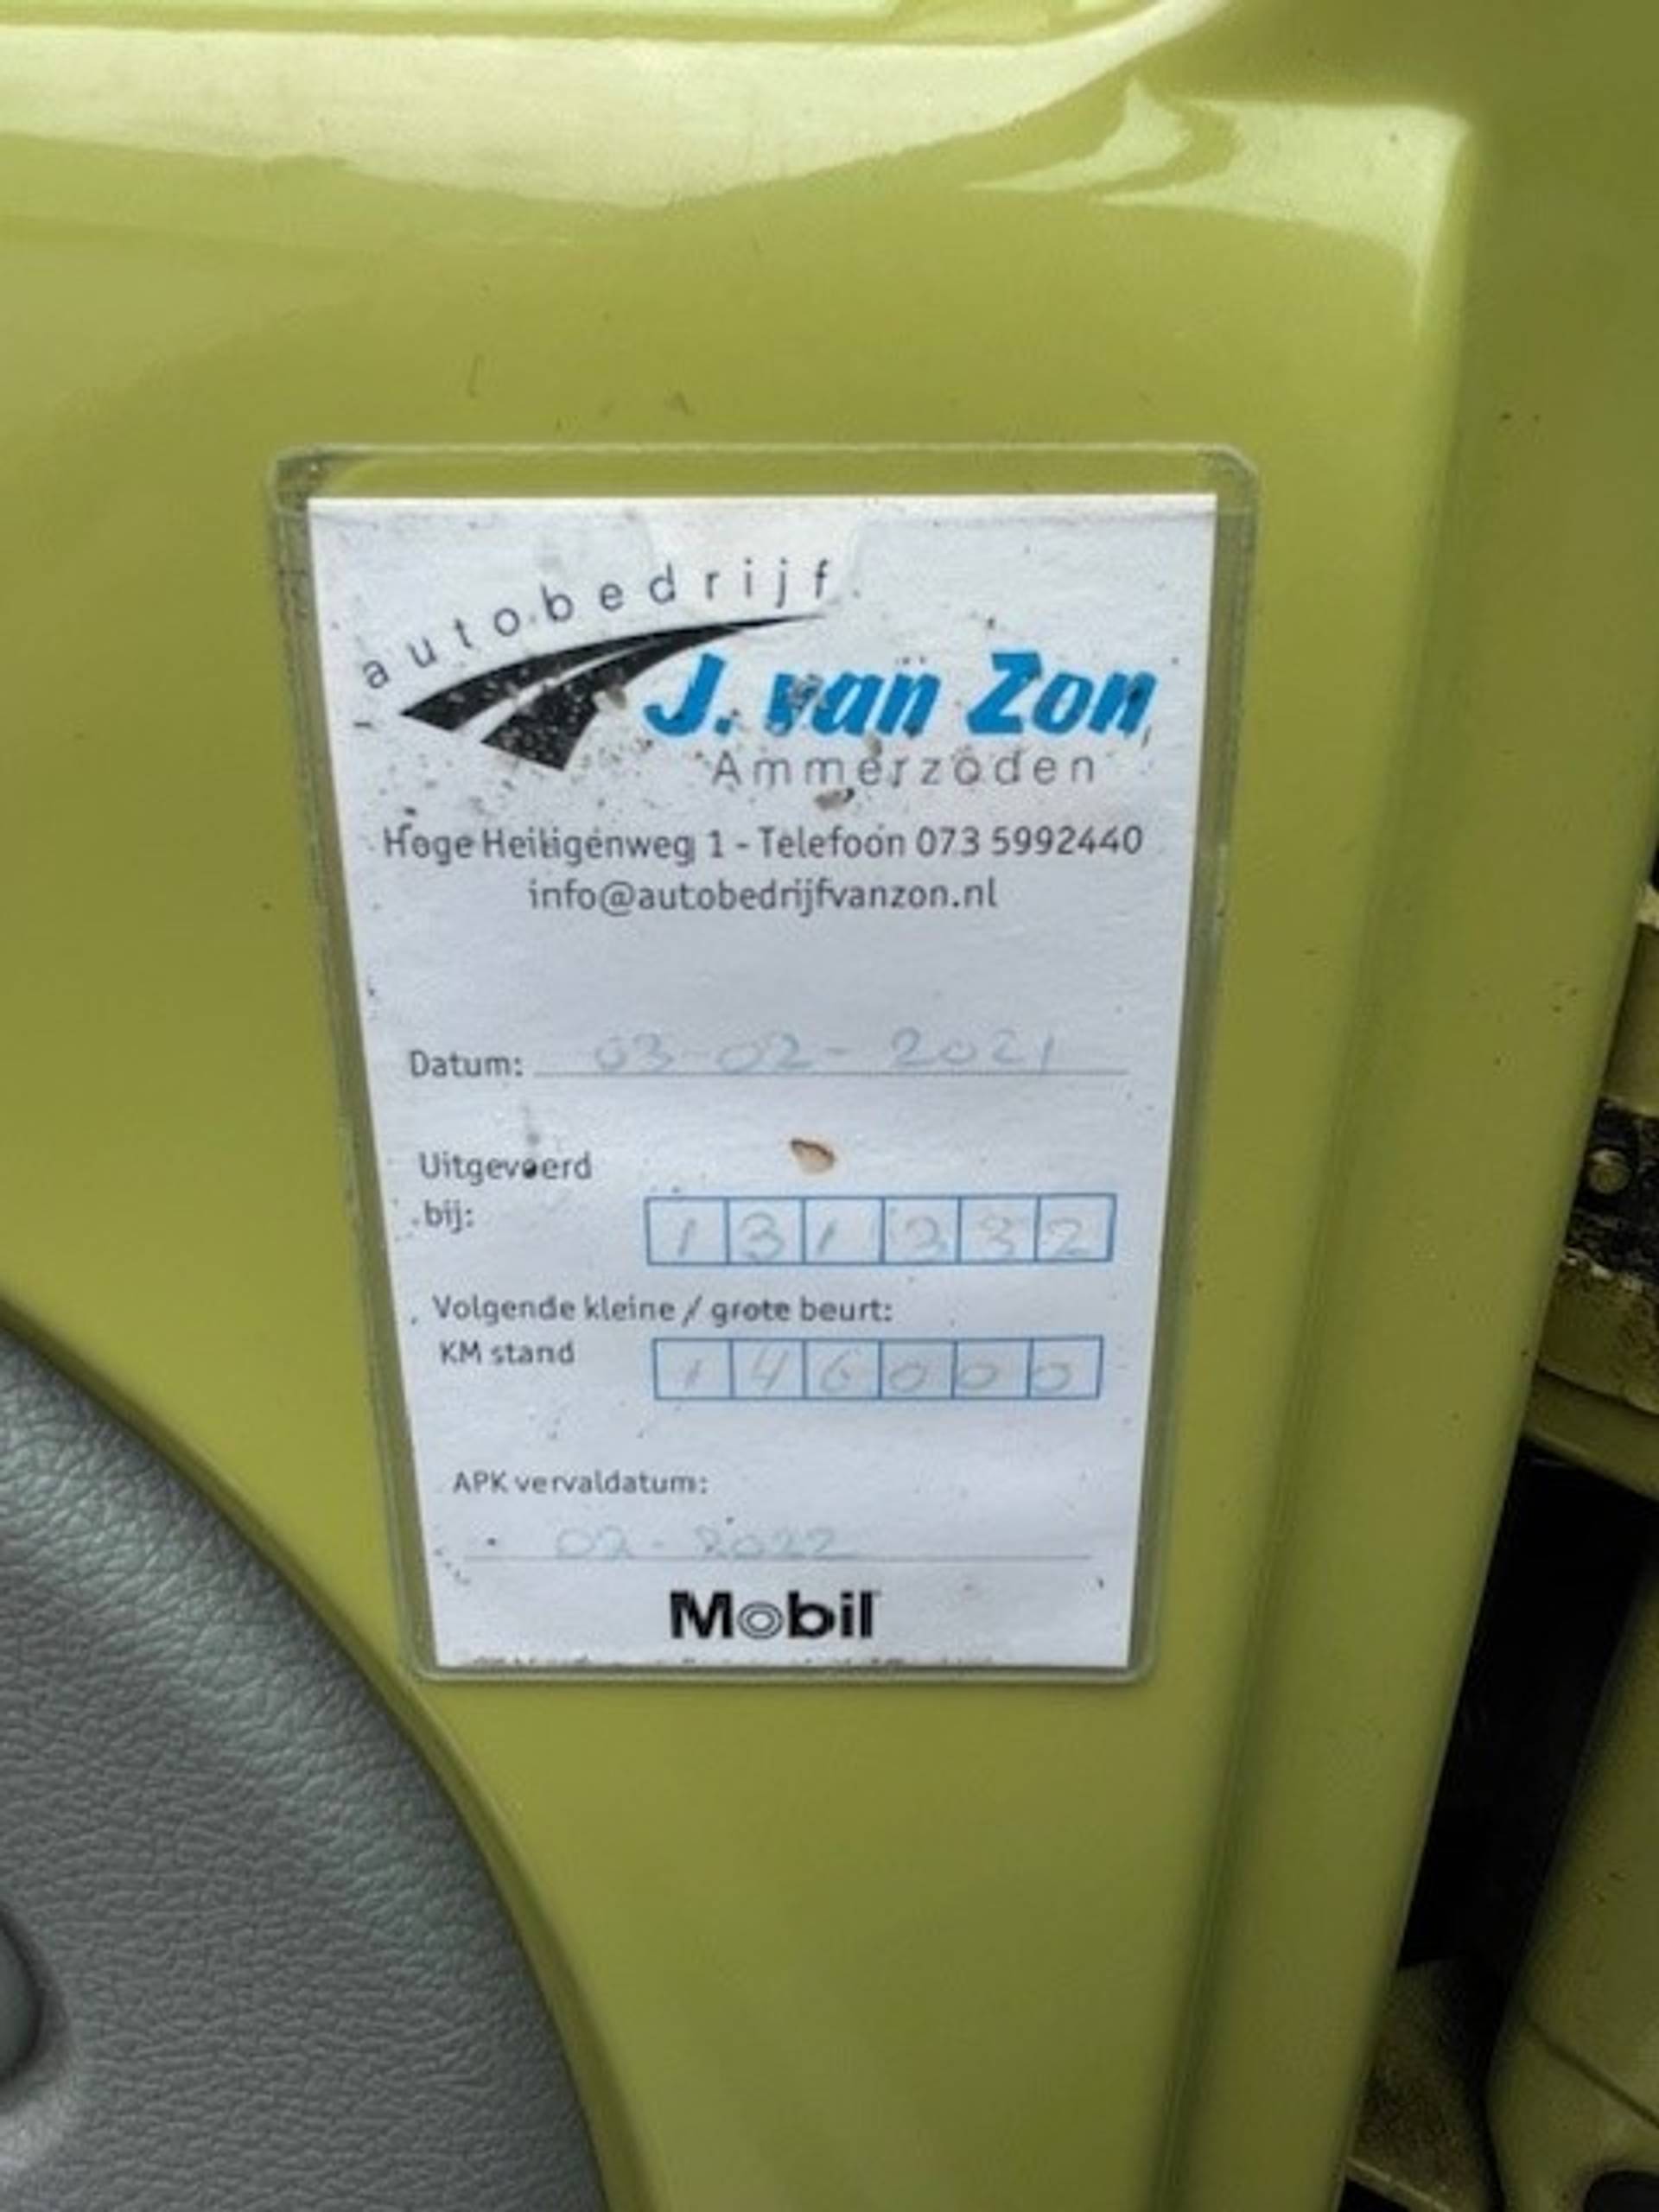 autobedrijf
J. van Zon
Ammerzoden
Hoge Heiligenweg 1 - Telefoon 073 5992440
info@autobedrijfvanzon.nl
Datum: 03-02-2021
Uitgevoerd
bij: 131232
Volgende kleine / grote beurt:
KM stand 146000
APK vervaldatum:
02-2022
Mobil